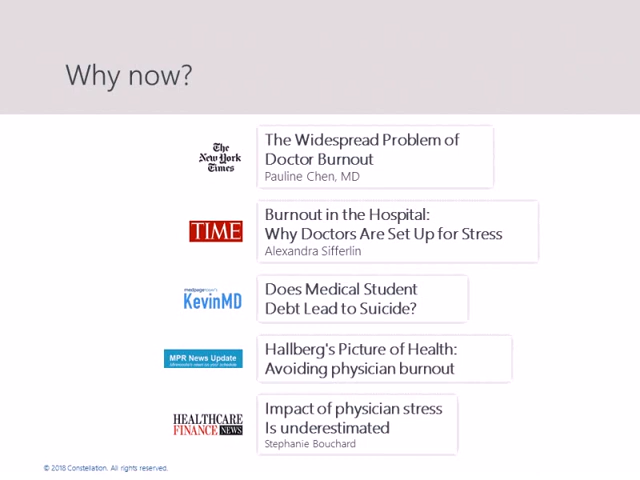 Why now?
The
New York
Times
The Widespread Problem of
Doctor Burnout
Pauline Chen, MD
TIME
Burnout in the Hospital:
Why Doctors Are Set Up for Stress
Alexandra Sifferlin
medpagetoday's
KevinMD
Does Medical Student
Debt Lead to Suicide?
MPR News Update
Hallberg's Picture of Health:
Avoiding physician burnout
HEALTHCARE
FINANCE NEWS
Impact of physician stress
Is underestimated
Stephanie Bouchard
© 2018 Constellation. All rights reserved.